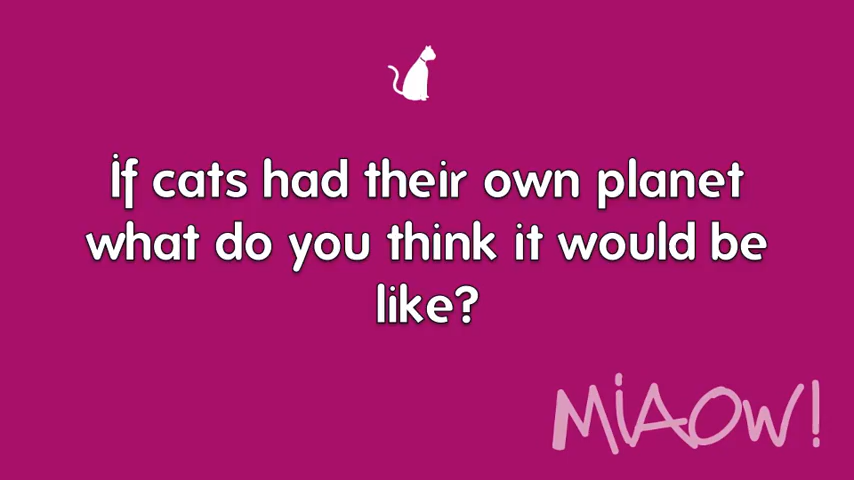 If cats had their own planet
what do you think it would be
like?
MiAOW!